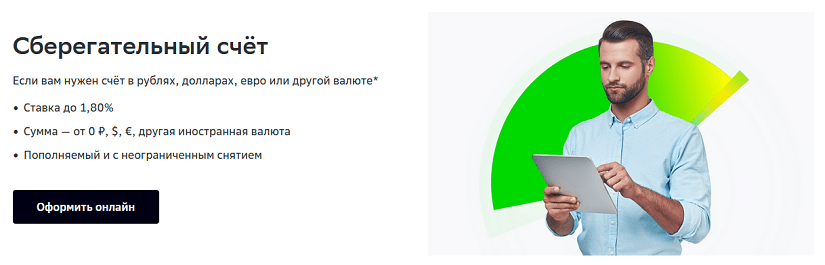 Сберегательный счёт
Если вам нужен счёт в рублях, долларах, евро или другой валюте*
• Ставка до 1,80%
• Сумма — от 0 ₽, $, €, другая иностранная валюта
• Пополняемый и с неограниченным снятием
Оформить онлайн